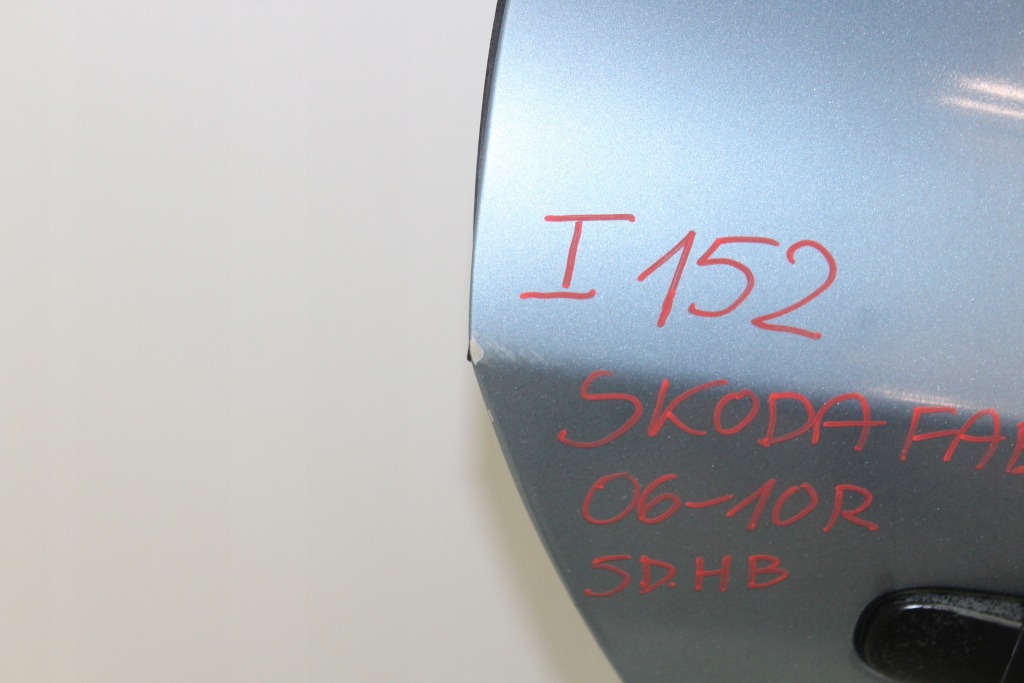 I 152
SKODA FAB
06-10R
5D.HB